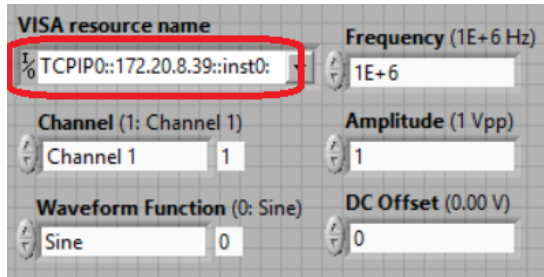 VISA resource name
Frequency (1E+6 Hz)
I/O TCPIP0::172.20.8.39::inst0:
1E+6
Channel (1: Channel 1)
Amplitude (1 Vpp)
Channel 1 1
1
Waveform Function (0: Sine)
DC Offset (0.00 V)
Sine 0
0